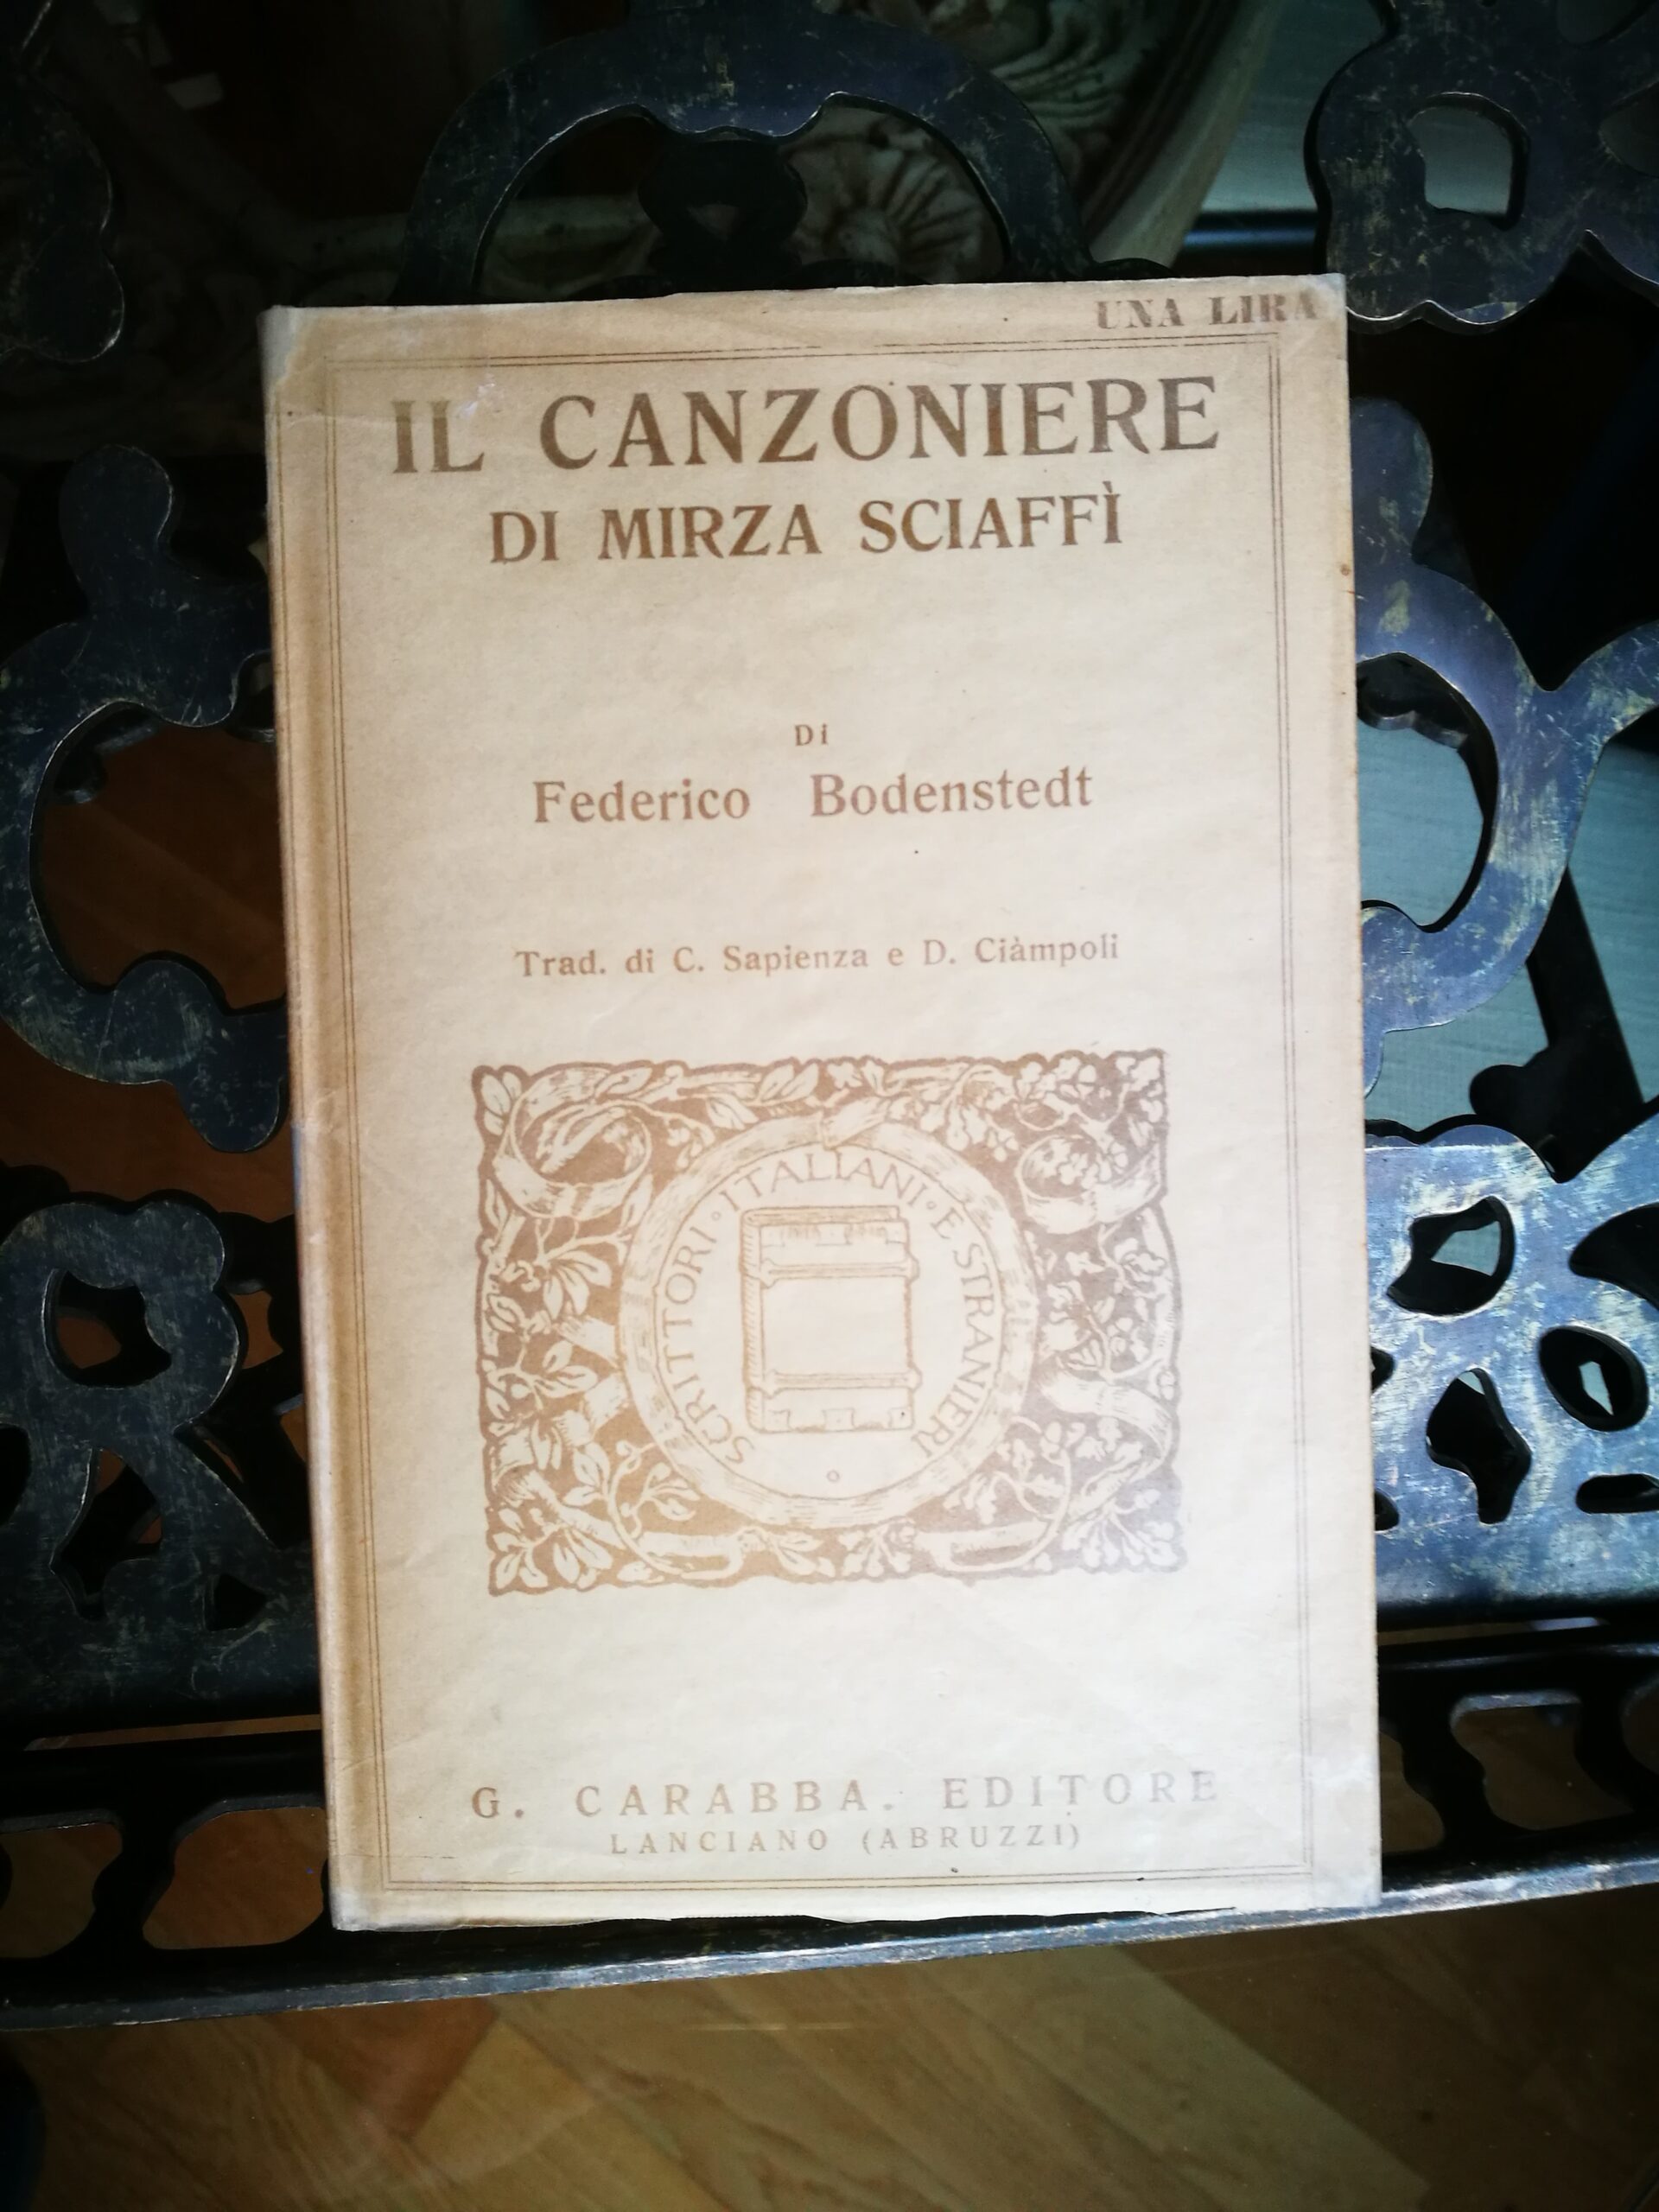 UNA LIRA
IL CANZONIERE
DI MIRZA SCIAFFÌ
Di
Federico Bodenstedt
Trad. di C. Sapienza e D. Ciàmpoli
SCRITTORI · ITALIANI · E STRANIERI
G. CARABBA. EDITORE
LANCIANO (ABRUZZI)